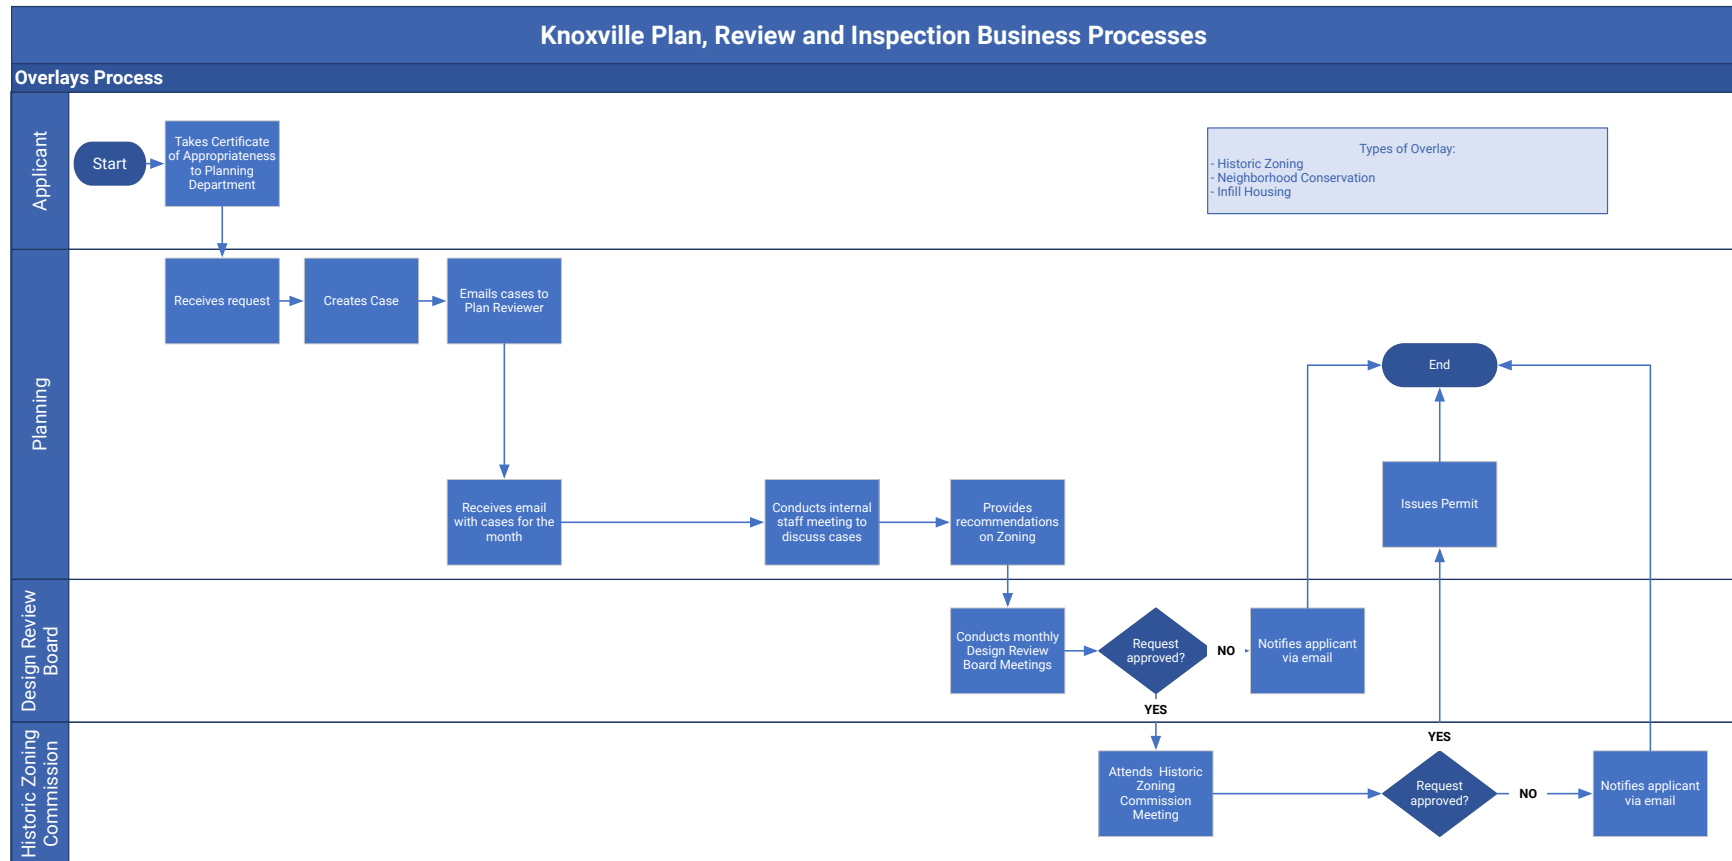 Knoxville Plan, Review and Inspection Business Processes
Overlays Process
Applicant
Start
Takes Certificate
of Appropriateness
to Planning
Department
Types of Overlay:
- Historic Zoning
- Neighborhood Conservation
- Infill Housing
Planning
Receives request
Creates Case
Emails cases to
Plan Reviewer
End
Receives email
with cases for the
month
Conducts internal
staff meeting to
discuss cases
Provides
recommendations
on Zoning
Issues Permit
Design Review
Board
Conducts monthly
Design Review
Board Meetings
Request
approved?
NO
Notifies applicant
via email
YES
Historic Zoning
Commission
Attends  Historic
Zoning
Commission
Meeting
YES
Request
approved?
NO
Notifies applicant
via email